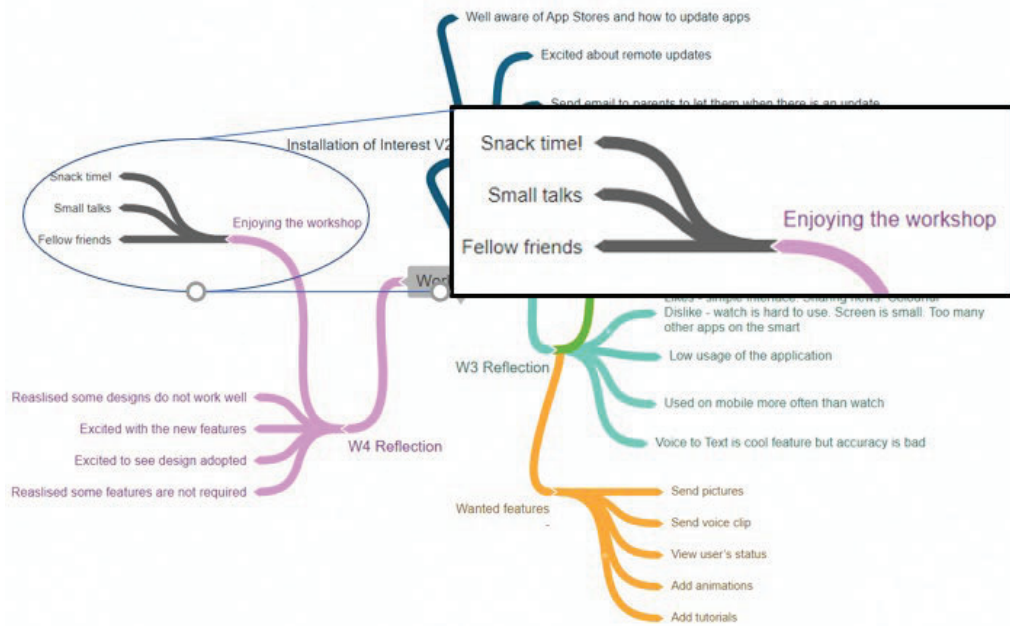 Well aware of App Stores and how to update apps
Excited about remote updates
Send email to parents to let them when there is an update
Installation of Interest V2
Snack time!
Small talks
Fellow friends
Enjoying the workshop
Snack time!
Small talks
Fellow friends
Enjoying the workshop
Likes - simple interface. Sharing news. Colourful
Dislike - watch is hard to use. Screen is small. Too many
other apps on the smart
Low usage of the application
W3 Reflection
Used on mobile more often than watch
Voice to Text is cool feature but accuracy is bad
Reaslised some designs do not work well
Excited with the new features
W4 Reflection
Excited to see design adopted
Reaslised some features are not required
Wanted features
-
Send pictures
Send voice clip
View user's status
Add animations
Add tutorials